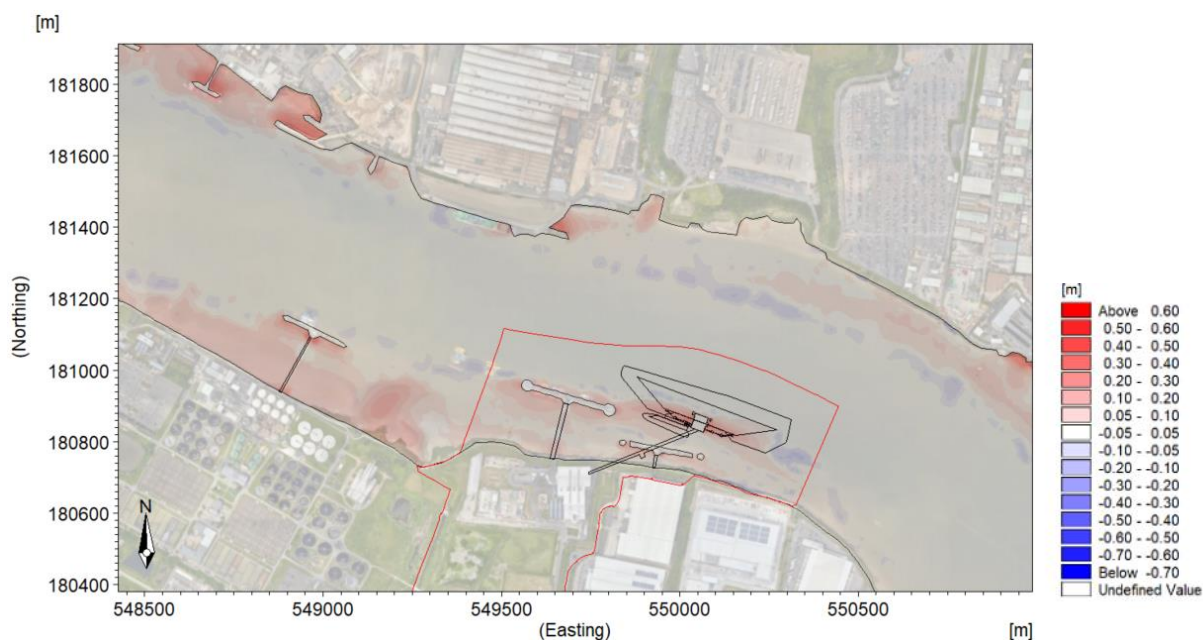 [m]
181800
181600
181400
181200
181000
180800
180600
180400
(Northing)
N
548500 549000 549500 550000 550500
(Easting) [m]
[m]
Above 0.60
0.50 - 0.60
0.40 - 0.50
0.30 - 0.40
0.20 - 0.30
0.10 - 0.20
0.05 - 0.10
-0.05 - 0.05
-0.10 - -0.05
-0.20 - -0.10
-0.30 - -0.20
-0.40 - -0.30
-0.50 - -0.40
-0.60 - -0.50
-0.70 - -0.60
Below -0.70
Undefined Value